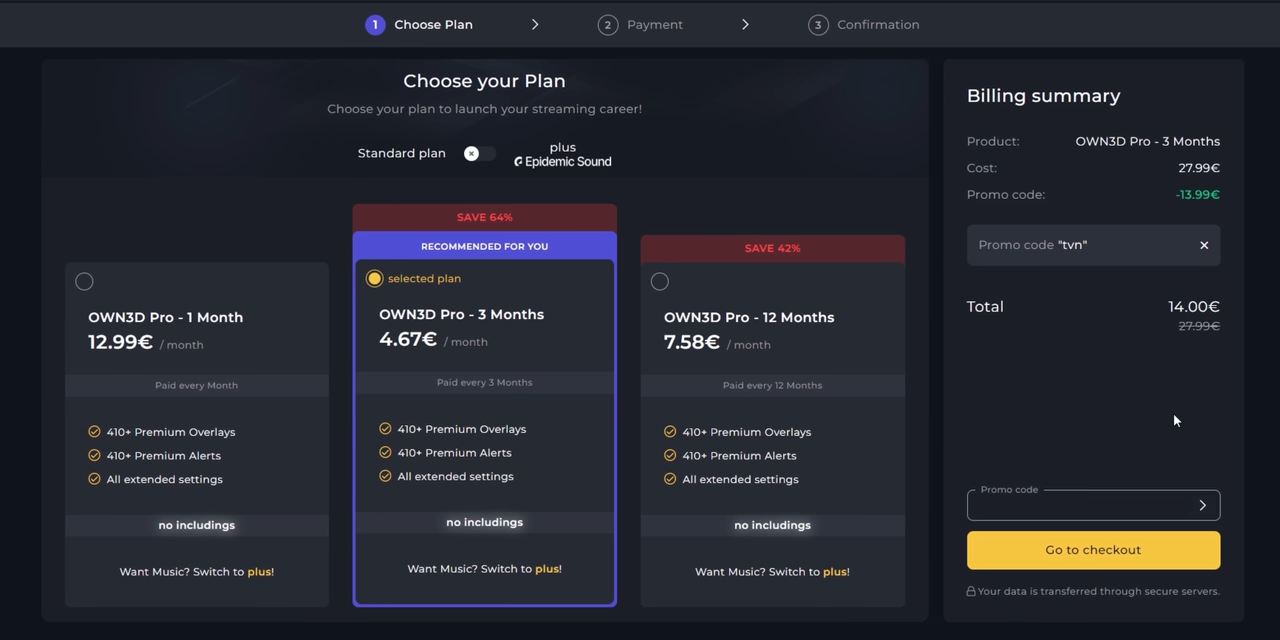 1 Choose Plan
2 Payment
3 Confirmation
Choose your Plan
Choose your plan to launch your streaming career!
Standard plan
plus
Epidemic Sound
OWN3D Pro - 1 Month
12.99€ / month
Paid every Month
410+ Premium Overlays
410+ Premium Alerts
All extended settings
no includings
Want Music? Switch to plus!
SAVE 64%
RECOMMENDED FOR YOU
selected plan
OWN3D Pro - 3 Months
4.67€ / month
Paid every 3 Months
410+ Premium Overlays
410+ Premium Alerts
All extended settings
no includings
Want Music? Switch to plus!
SAVE 42%
OWN3D Pro - 12 Months
7.58€ / month
Paid every 12 Months
410+ Premium Overlays
410+ Premium Alerts
All extended settings
no includings
Want Music? Switch to plus!
Billing summary
Product: OWN3D Pro - 3 Months
Cost: 27.99€
Promo code: -13.99€
Promo code "tvn"
Total 14.00€
27.99€
Promo code
Go to checkout
Your data is transferred through secure servers.